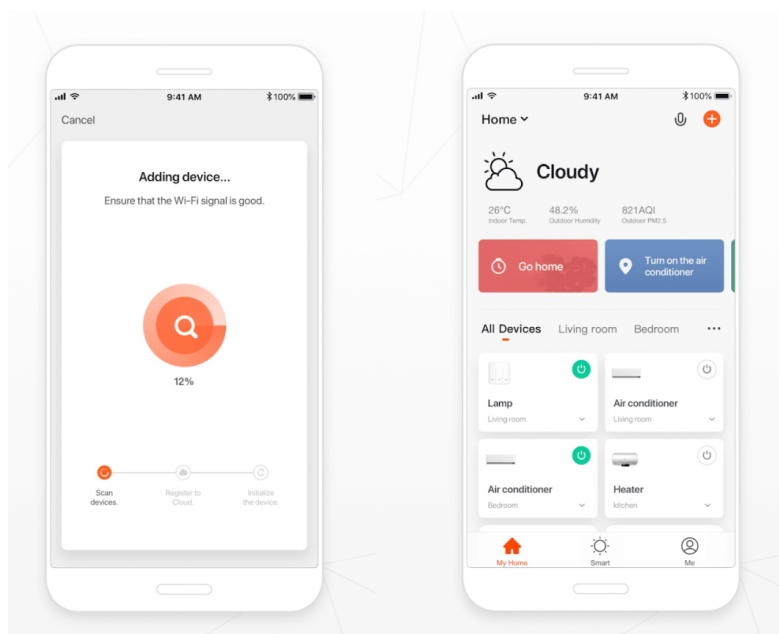 9:41 AM
100%
Cancel
Adding device...
Ensure that the Wi-Fi signal is good.
12%
Scan
devices.
Register to
Cloud.
Initialize
the device.
9:41 AM
100%
Home
Cloudy
26°C
48.2%
821AQI
Indoor Temp.
Outdoor Humidity
Outdoor PM2.5
Go home
Turn on the air
conditioner
All Devices
Living room
Bedroom
Lamp
Living room
Air conditioner
Living room
Air conditioner
Bedroom
Heater
kitchen
My Home
Smart
Me